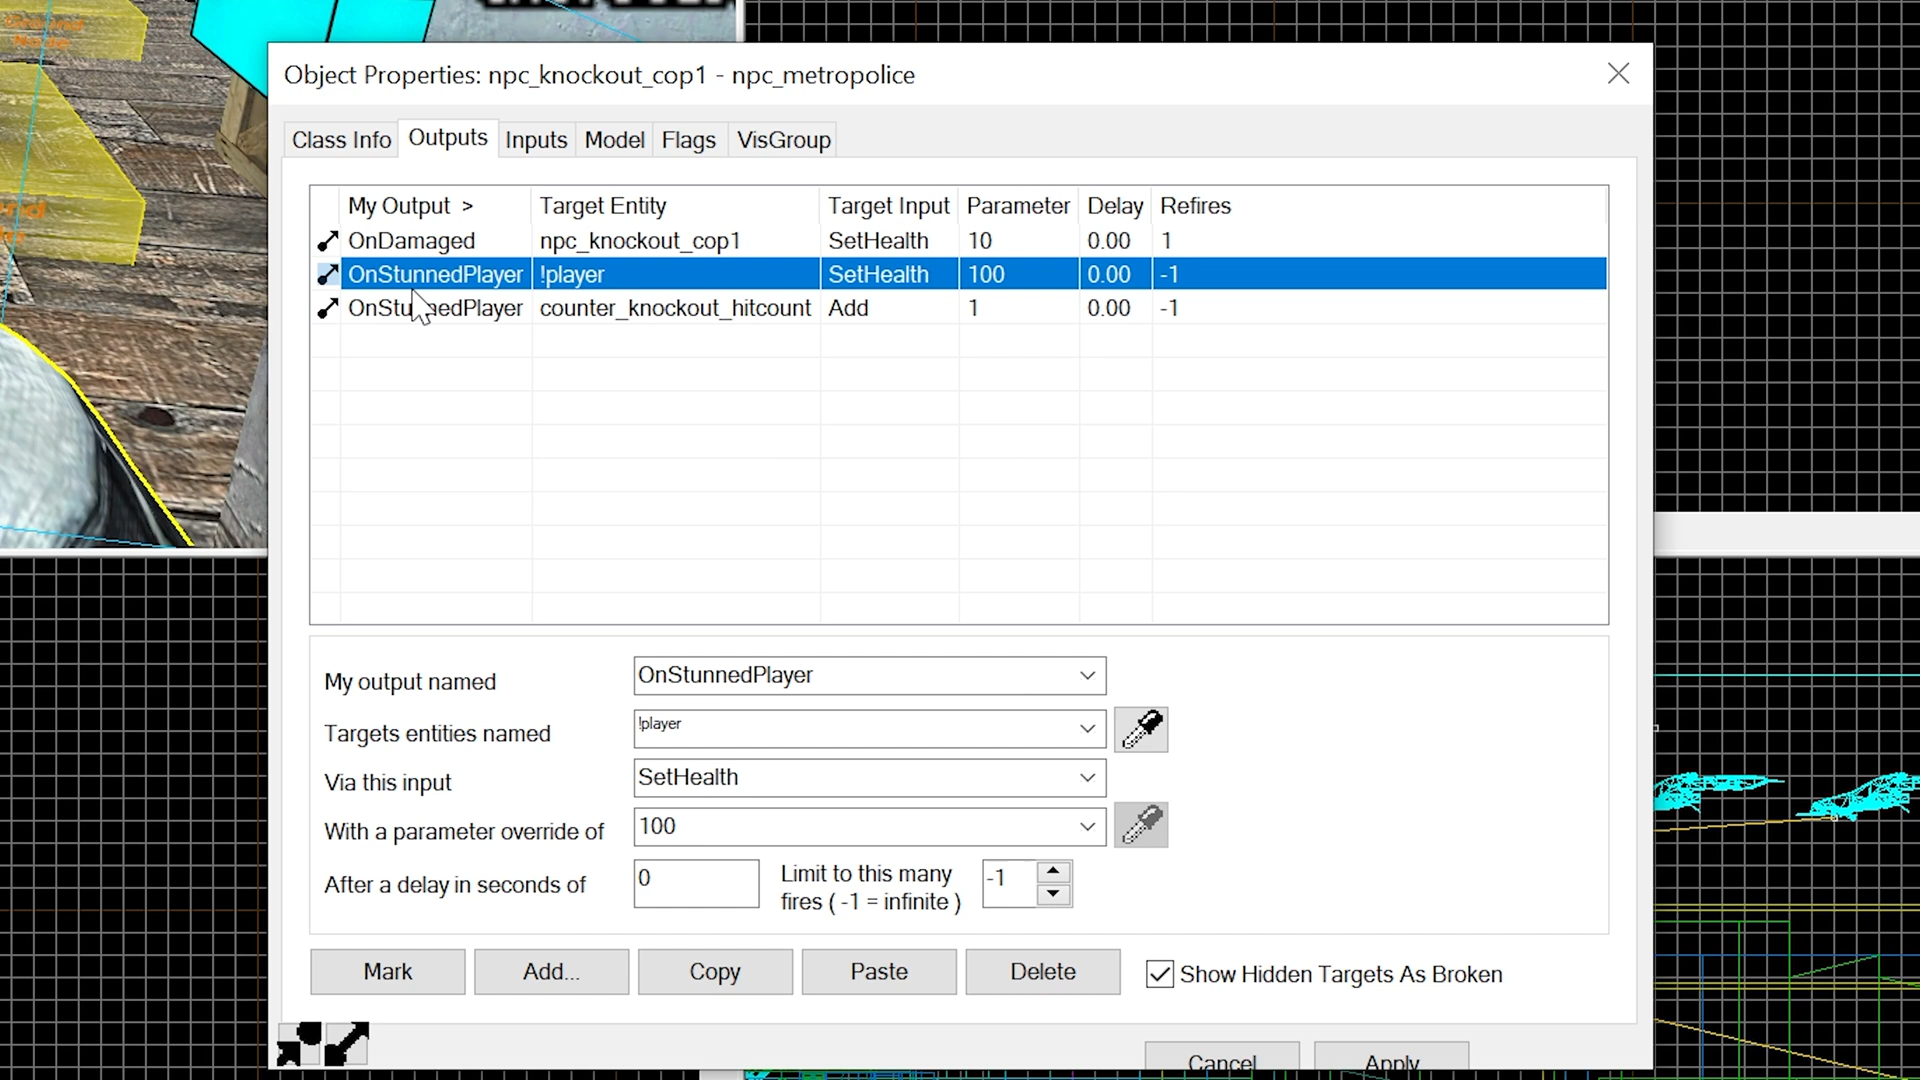 Object Properties: npc_knockout_cop1 - npc_metropolice
Class Info Outputs Inputs Model Flags VisGroup
My Output > Target Entity Target Input Parameter Delay Refires
OnDamaged npc_knockout_cop1 SetHealth 10 0.00 1
OnStunnedPlayer !player SetHealth 100 0.00 -1
OnStunnedPlayer counter_knockout_hitcount Add 1 0.00 -1
My output named OnStunnedPlayer
Targets entities named !player
Via this input SetHealth
With a parameter override of 100
After a delay in seconds of 0 Limit to this many
fires ( -1 = infinite ) -1
Mark Add... Copy Paste Delete Show Hidden Targets As Broken
Cancel Apply